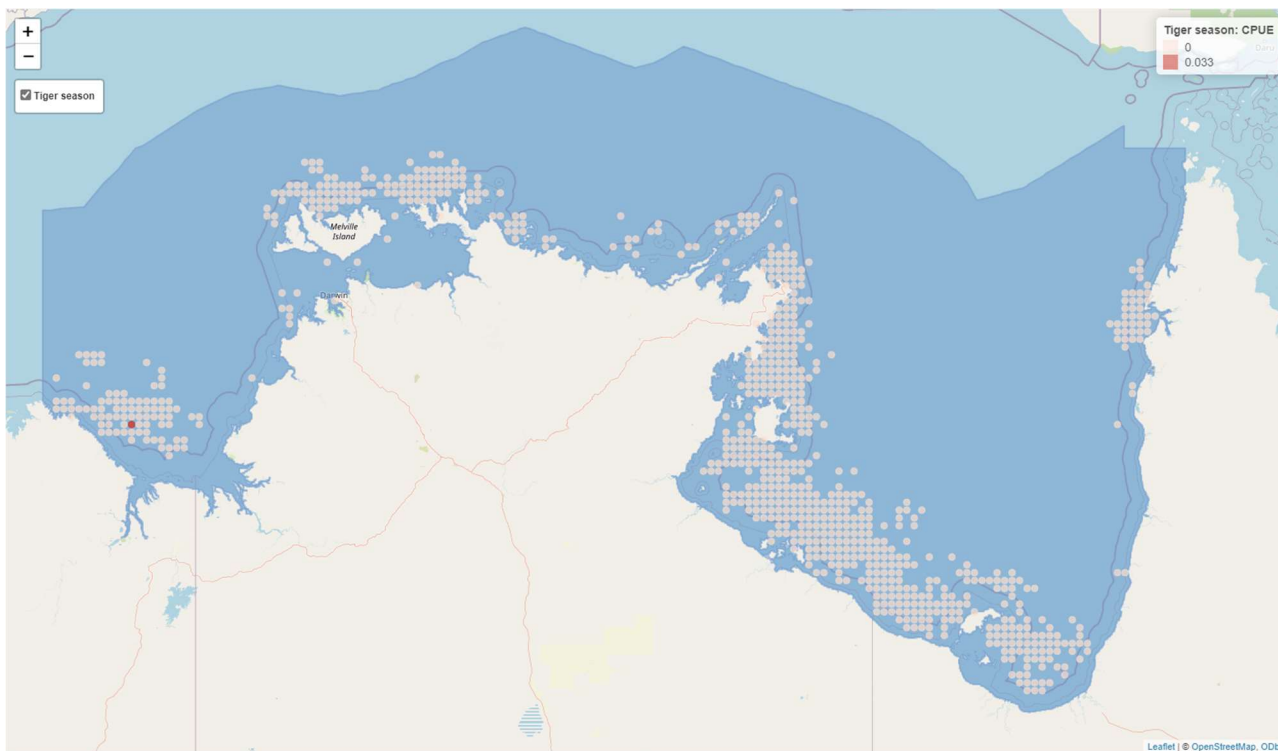 +
−
Tiger season
Tiger season: CPUE
0
0.033
Melville
Island
Darwin
Leaflet | © OpenStreetMap, ODb